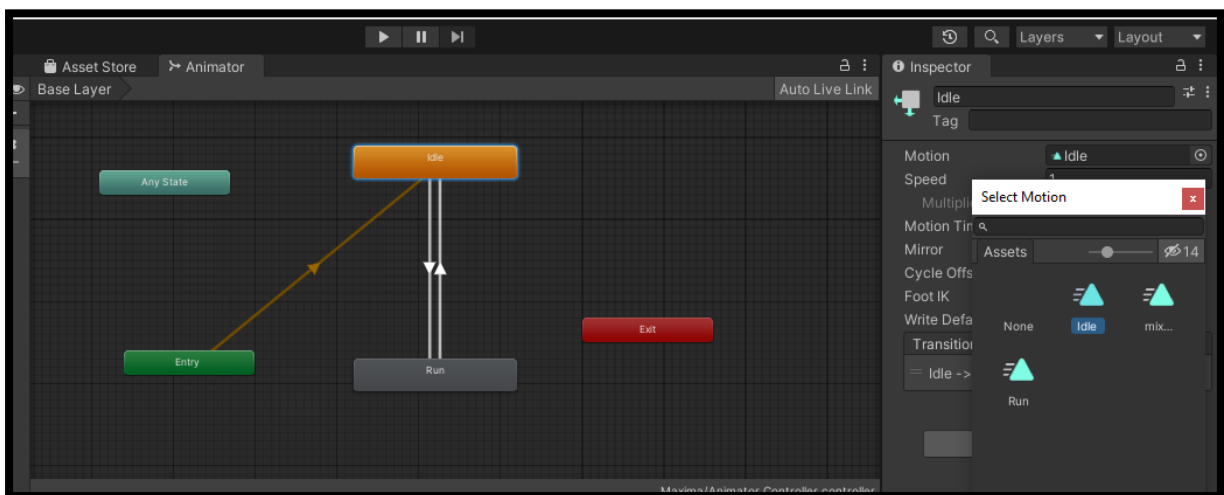 Layers
Layout
Asset Store
Animator
Base Layer
Auto Live Link
Idle
Any State
Entry
Run
Exit
Maxima/Animator Controller.controller
Inspector
Idle
Tag
Motion
Idle
Speed
1
Multipli
Motion Tin
Mirror
Cycle Offs
Foot IK
Write Defa
Transition
Idle ->
Select Motion
x
Assets
14
None
Idle
mix...
Run